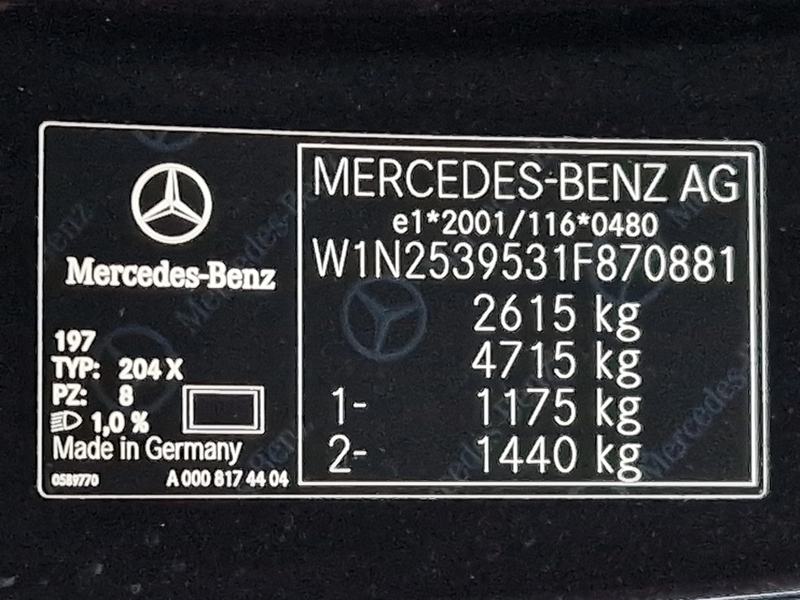 Mercedes-Benz
197
TYP: 204 X
PZ: 8
1,0 %
Made in Germany
0589770 A 000 817 44 04
MERCEDES-BENZ AG
e1*2001/116*0480
W1N2539531F870881
2615 kg
4715 kg
1- 1175 kg
2- 1440 kg